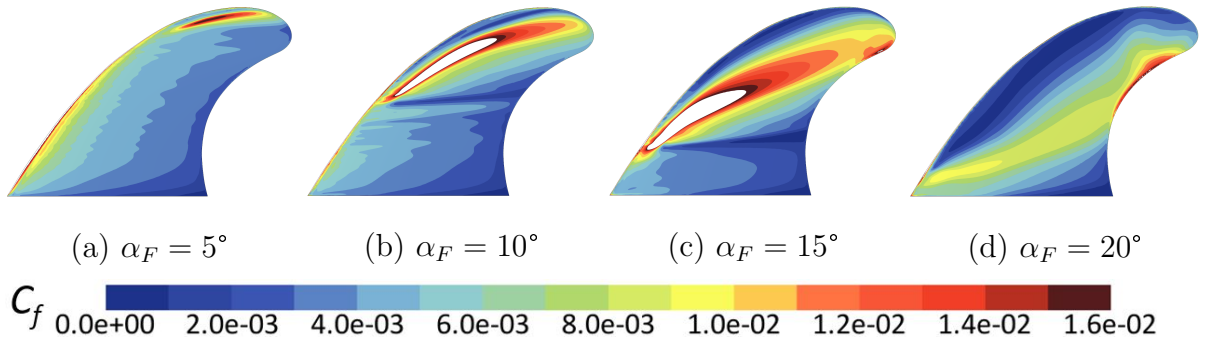 (a) α_F = 5° (b) α_F = 10° (c) α_F = 15° (d) α_F = 20°
C_f
0.0e+00 2.0e-03 4.0e-03 6.0e-03 8.0e-03 1.0e-02 1.2e-02 1.4e-02 1.6e-02